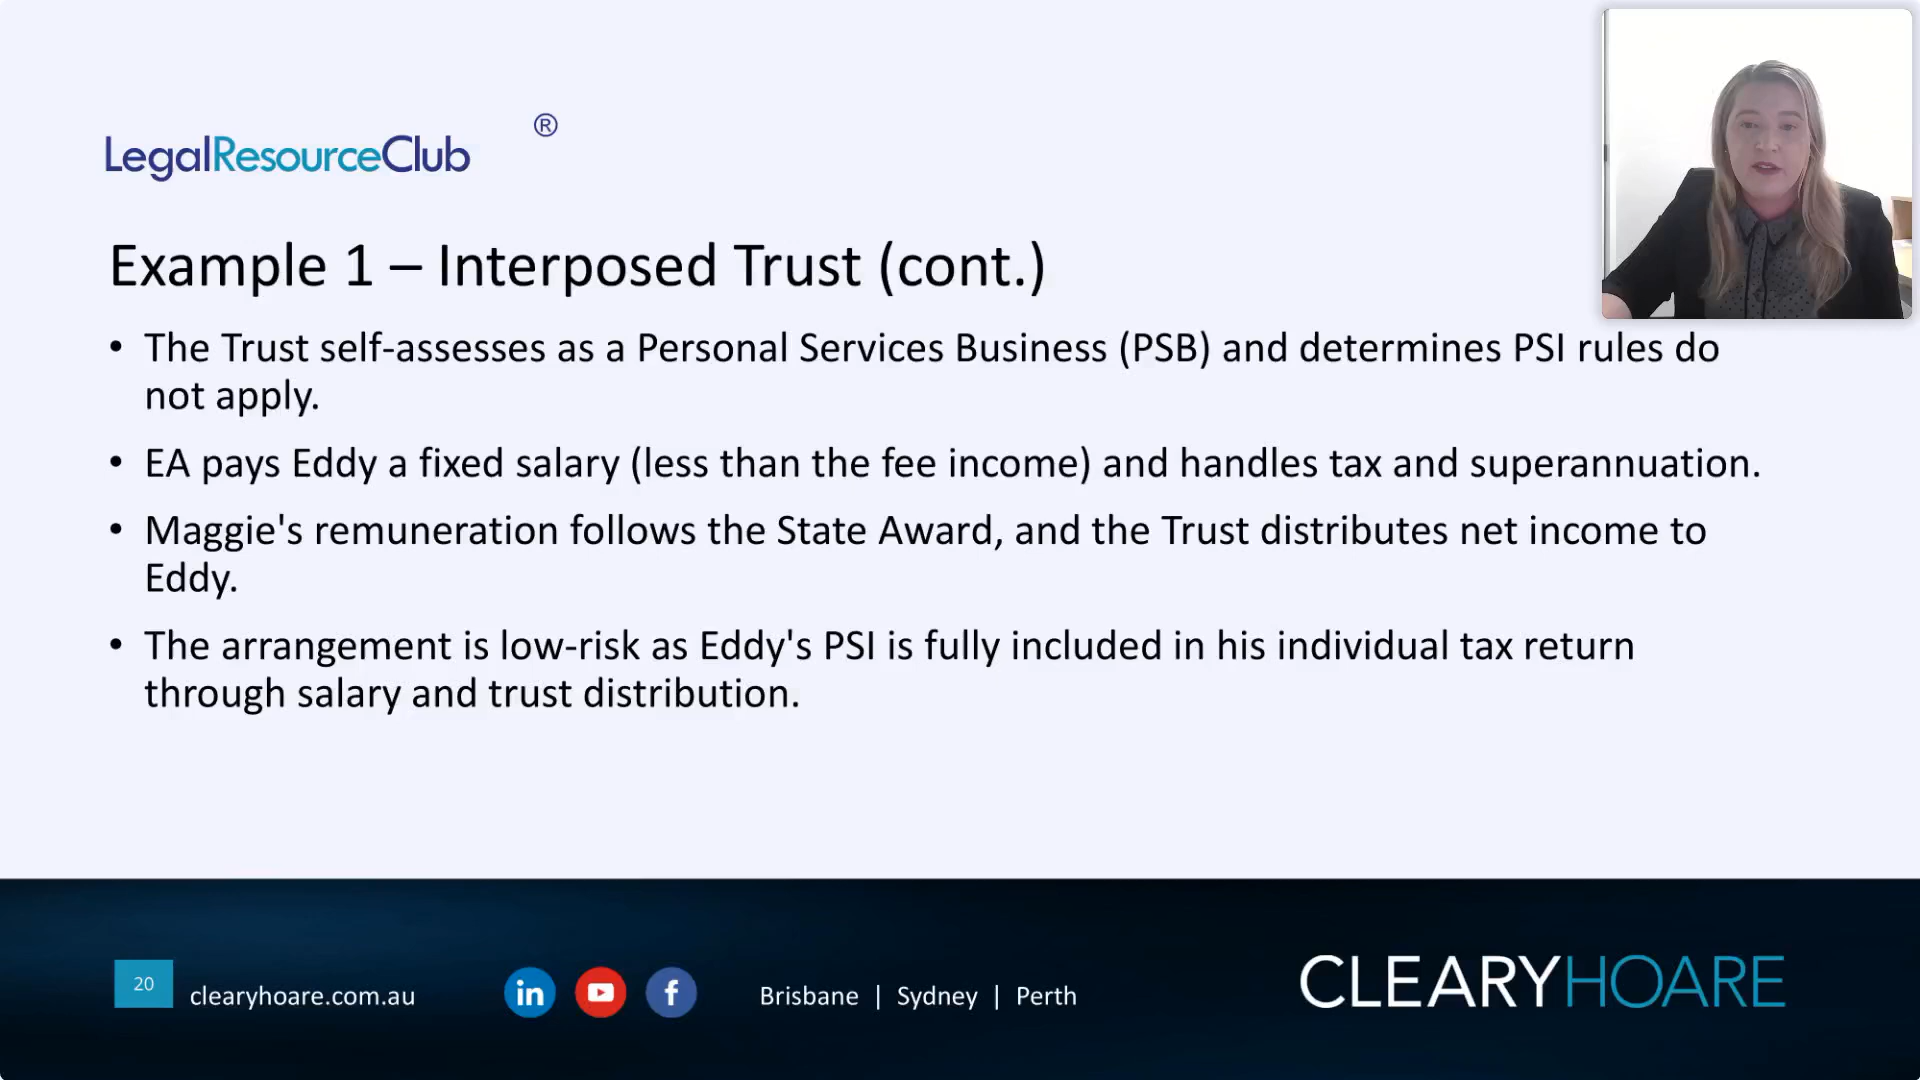 LegalResourceClub ®
Example 1 – Interposed Trust (cont.)
• The Trust self-assesses as a Personal Services Business (PSB) and determines PSI rules do
not apply.
• EA pays Eddy a fixed salary (less than the fee income) and handles tax and superannuation.
• Maggie's remuneration follows the State Award, and the Trust distributes net income to
Eddy.
• The arrangement is low-risk as Eddy's PSI is fully included in his individual tax return
through salary and trust distribution.
20 clearyhoare.com.au in f Brisbane | Sydney | Perth CLEARYHOARE